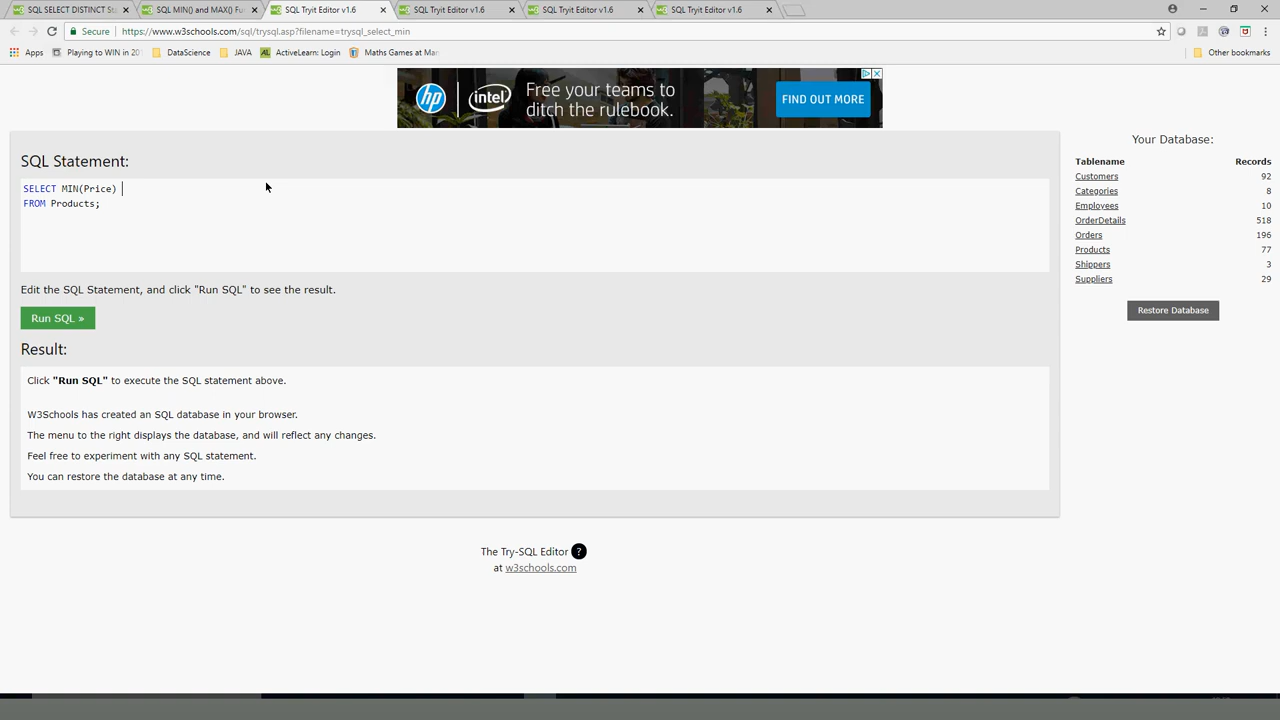 SQL SELECT DISTINCT St
SQL MIN() and MAX() Fu
SQL Tryit Editor v1.6
SQL Tryit Editor v1.6
SQL Tryit Editor v1.6
SQL Tryit Editor v1.6
Secure
https://www.w3schools.com/sql/trysql.asp?filename=trysql_select_min
Apps
Playing to WIN in 20
DataScience
JAVA
AL
ActiveLearn: Login
Maths Games at Ma
Other bookmarks
hp
intel
Free your teams to
ditch the rulebook.
FIND OUT MORE
SQL Statement:
SELECT MIN(Price)
FROM Products;
Edit the SQL Statement, and click "Run SQL" to see the result.
Run SQL »
Result:
Click "Run SQL" to execute the SQL statement above.
W3Schools has created an SQL database in your browser.
The menu to the right displays the database, and will reflect any changes.
Feel free to experiment with any SQL statement.
You can restore the database at any time.
The Try-SQL Editor ?
at w3schools.com
Your Database:
Tablename Records
Customers 92
Categories 8
Employees 10
OrderDetails 518
Orders 196
Products 77
Shippers 3
Suppliers 29
Restore Database